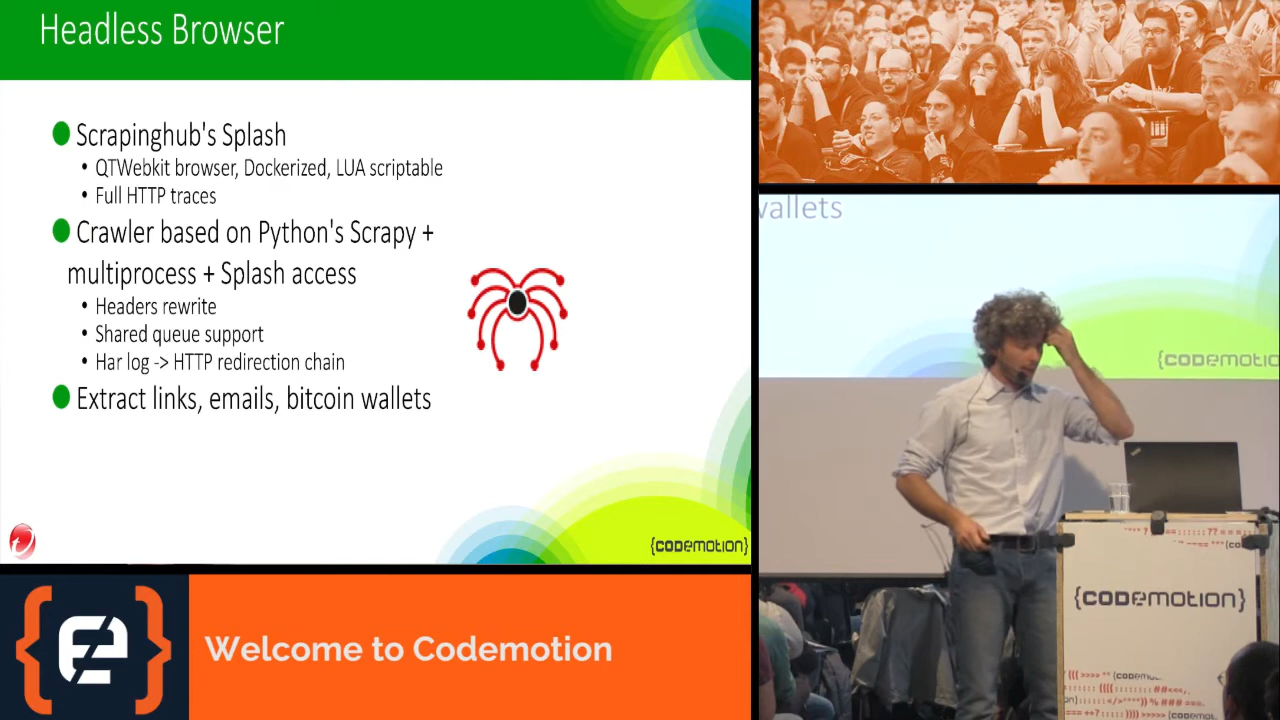 Headless Browser
Scrapinghub's Splash
• QTWebkit browser, Dockerized, LUA scriptable
• Full HTTP traces
Crawler based on Python's Scrapy +
multiprocess + Splash access
• Headers rewrite
• Shared queue support
• Har log -> HTTP redirection chain
Extract links, emails, bitcoin wallets
{CODEMOTION}
Welcome to Codemotion
wallets
{CODEMOTIO
{CODEMOTION}